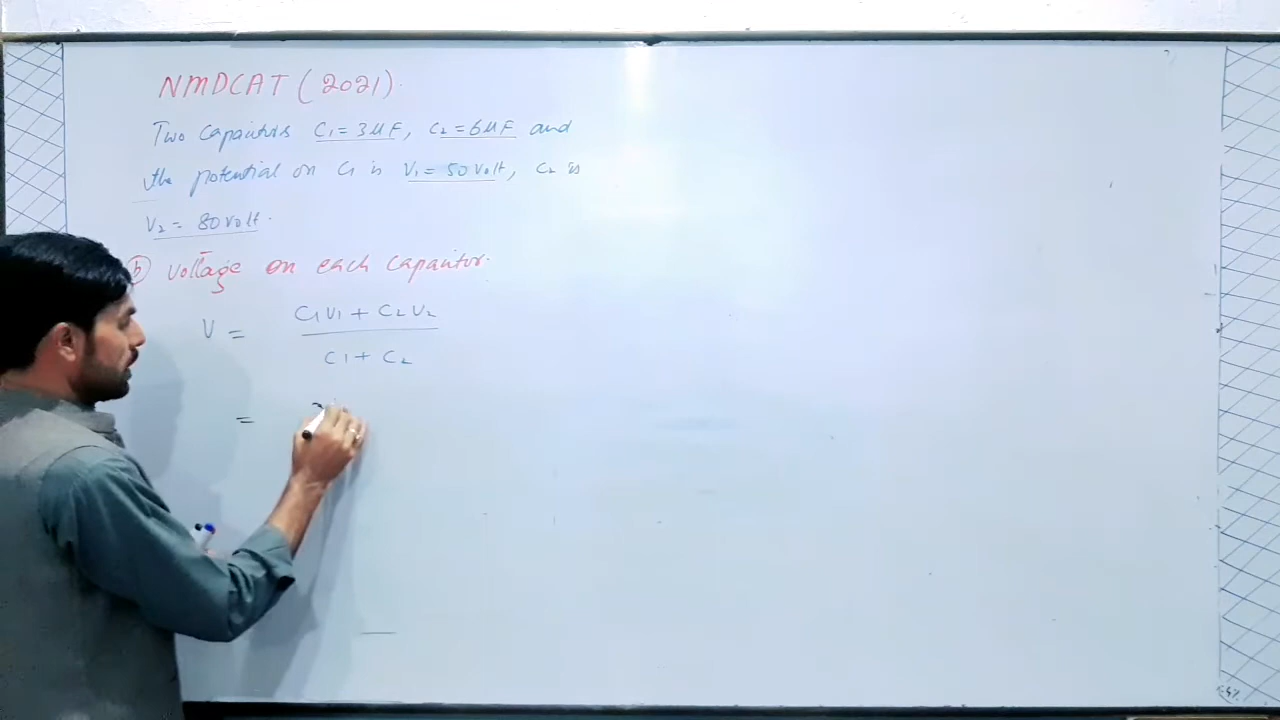 NMDCAT (2021).
Two capacitors C1 = 3μF, C2 = 6μF and
the potential on C1 is V1 = 50 volt, C2 is
V2 = 80 volt.
(b) Voltage on each capacitor.
V = C1V1 + C2V2
C1 + C2
=